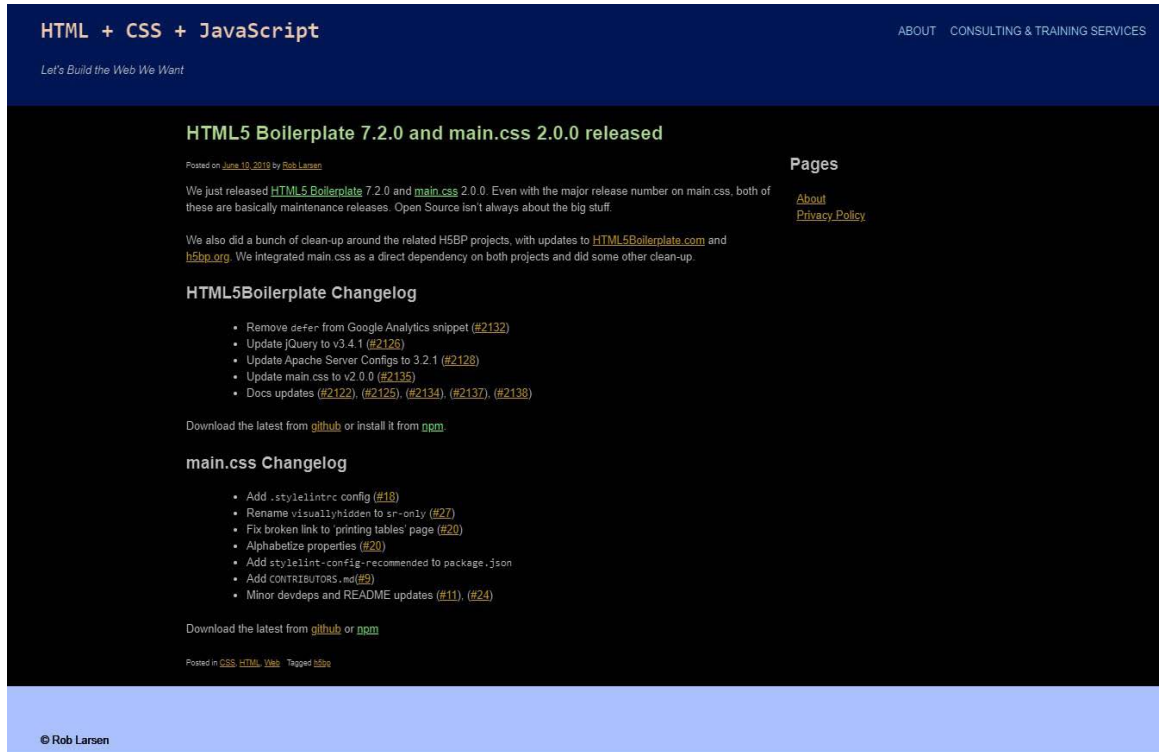 HTML + CSS + JavaScript
ABOUT CONSULTING & TRAINING SERVICES
Let's Build the Web We Want
HTML5 Boilerplate 7.2.0 and main.css 2.0.0 released
Posted on June 10, 2019 by Rob Larsen
We just released HTML5 Boilerplate 7.2.0 and main.css 2.0.0. Even with the major release number on main.css, both of
these are basically maintenance releases. Open Source isn't always about the big stuff.
We also did a bunch of clean-up around the related H5BP projects, with updates to HTML5Boilerplate.com and
h5bp.org. We integrated main.css as a direct dependency on both projects and did some other clean-up.
HTML5Boilerplate Changelog
• Remove defer from Google Analytics snippet (#2132)
• Update jQuery to v3.4.1 (#2126)
• Update Apache Server Configs to 3.2.1 (#2128)
• Update main.css to v2.0.0 (#2135)
• Docs updates (#2122), (#2125), (#2134), (#2137), (#2138)
Download the latest from github or install it from npm.
main.css Changelog
• Add .stylelintrc config (#18)
• Rename visuallyhidden to sr-only (#27)
• Fix broken link to 'printing tables' page (#20)
• Alphabetize properties (#20)
• Add stylelint-config-recommended to package.json
• Add CONTRIBUTORS.md(#9)
• Minor devdeps and README updates (#11), (#24)
Download the latest from github or npm
Posted in CSS, HTML, Web Tagged h5bp
Pages
About
Privacy Policy
© Rob Larsen